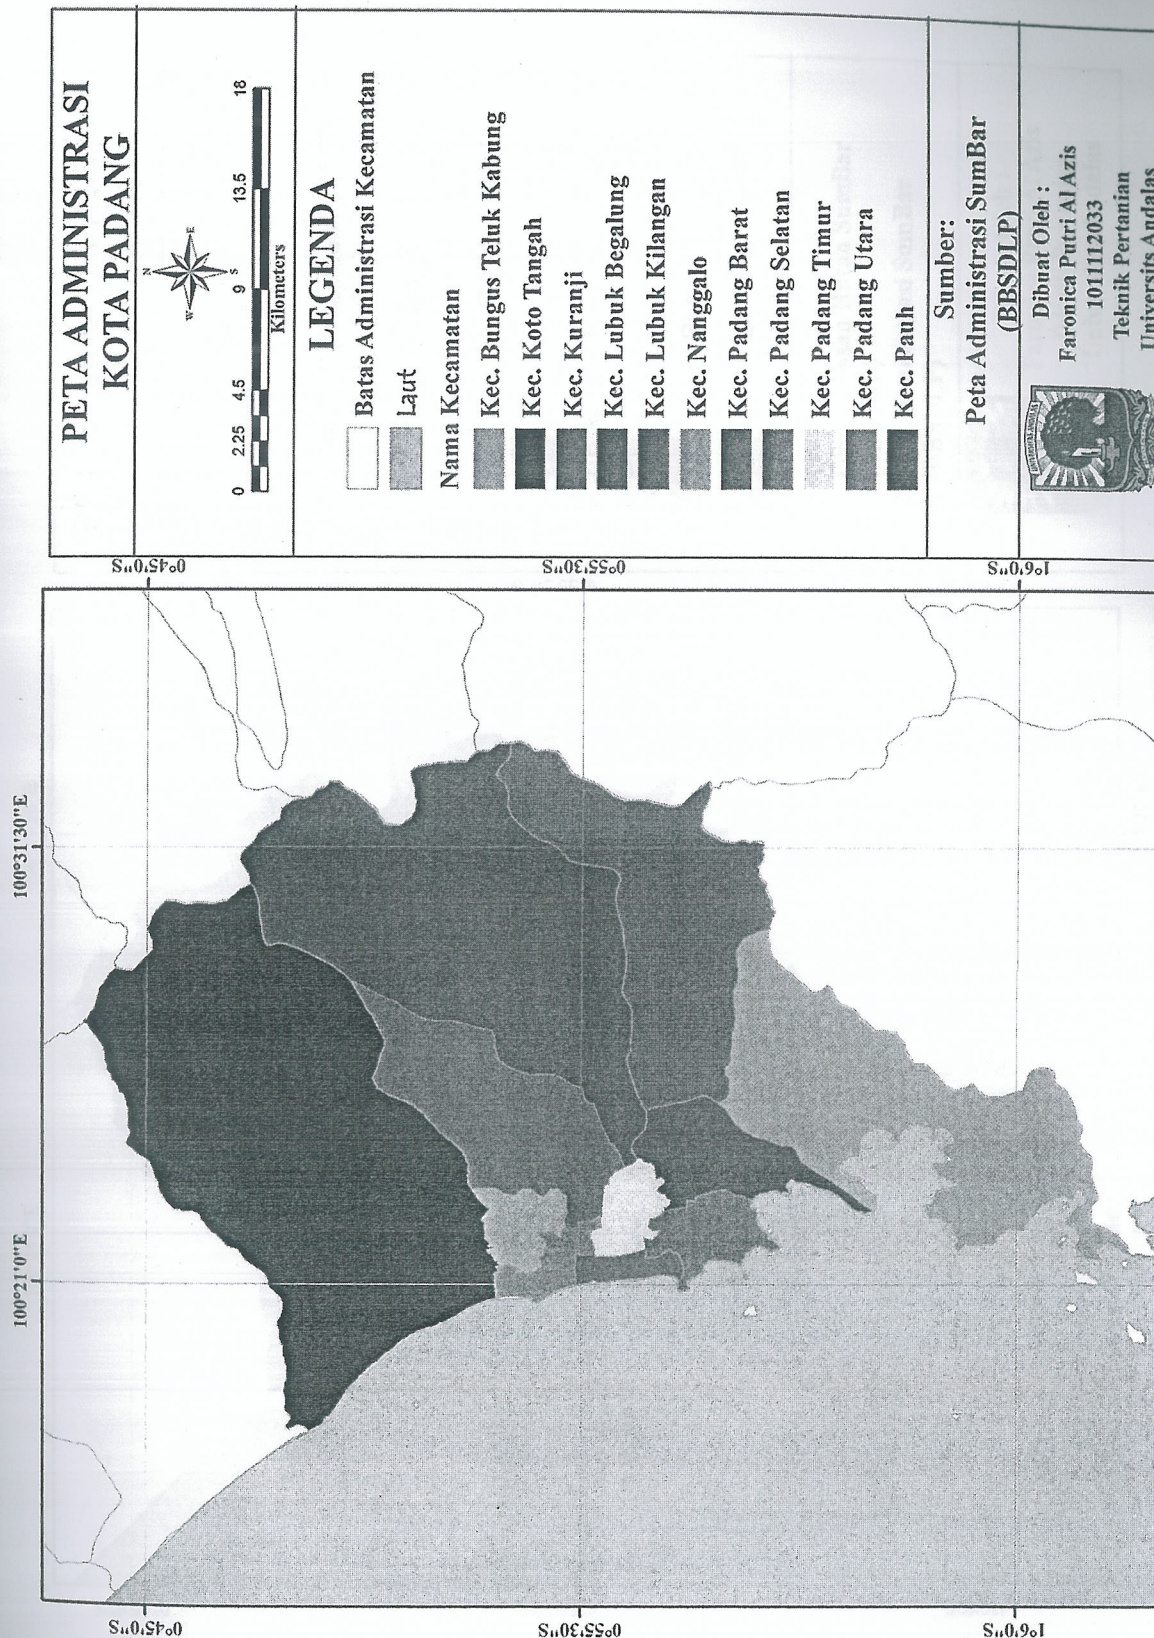 PETA ADMINISTRASI
KOTA PADANG
N
W
E
S
0 2.25 4.5 9 13.5 18
Kilometers
LEGENDA
Batas Administrasi Kecamatan
Laut
Nama Kecamatan
Kec. Bungus Teluk Kabung
Kec. Koto Tangah
Kec. Kuranji
Kec. Lubuk Begalung
Kec. Lubuk Kilangan
Kec. Nanggalo
Kec. Padang Barat
Kec. Padang Selatan
Kec. Padang Timur
Kec. Padang Utara
Kec. Pauh
Sumber:
Peta Administrasi SumBar
(BBSDLP)
Dibuat Oleh :
Faronica Putri Al Azis
1011112033
Teknik Pertanian
Universits Andalas
100°21'0"E
100°31'30"E
0°45'0"S
0°55'30"S
1°6'0"S
0°45'0"S
0°55'30"S
1°6'0"S